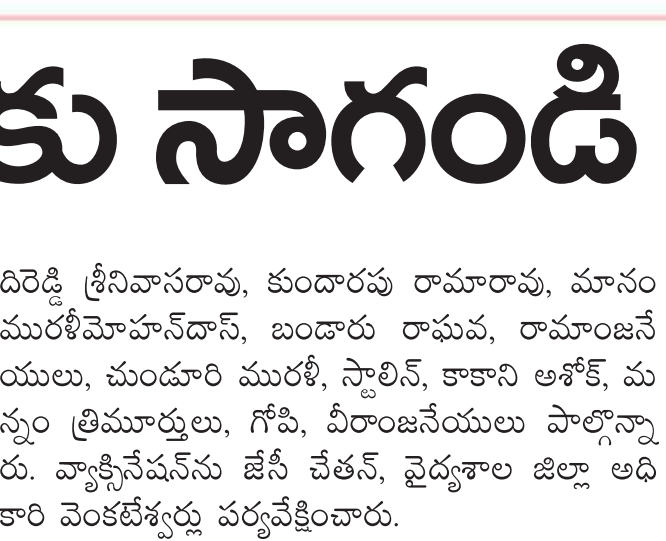 కు సాగండి
దిరెడ్డి శ్రీనివాసరావు, కుందారపు రామారావు, మానం
మురళీమోహన్‌దాస్, బండారు రాఘవ, రామాంజనే
యులు, చుండూరి మురళీ, స్టాలిన్, కాకాని అశోక్, మ
న్నం త్రిమూర్తులు, గోపి, వీరాంజనేయులు పాల్గొన్నా
రు. వ్యాక్సినేషన్‌ను జేసీ చేతన్, వైద్యశాల జిల్లా అధి
కారి వెంకటేశ్వర్లు పర్యవేక్షించారు.